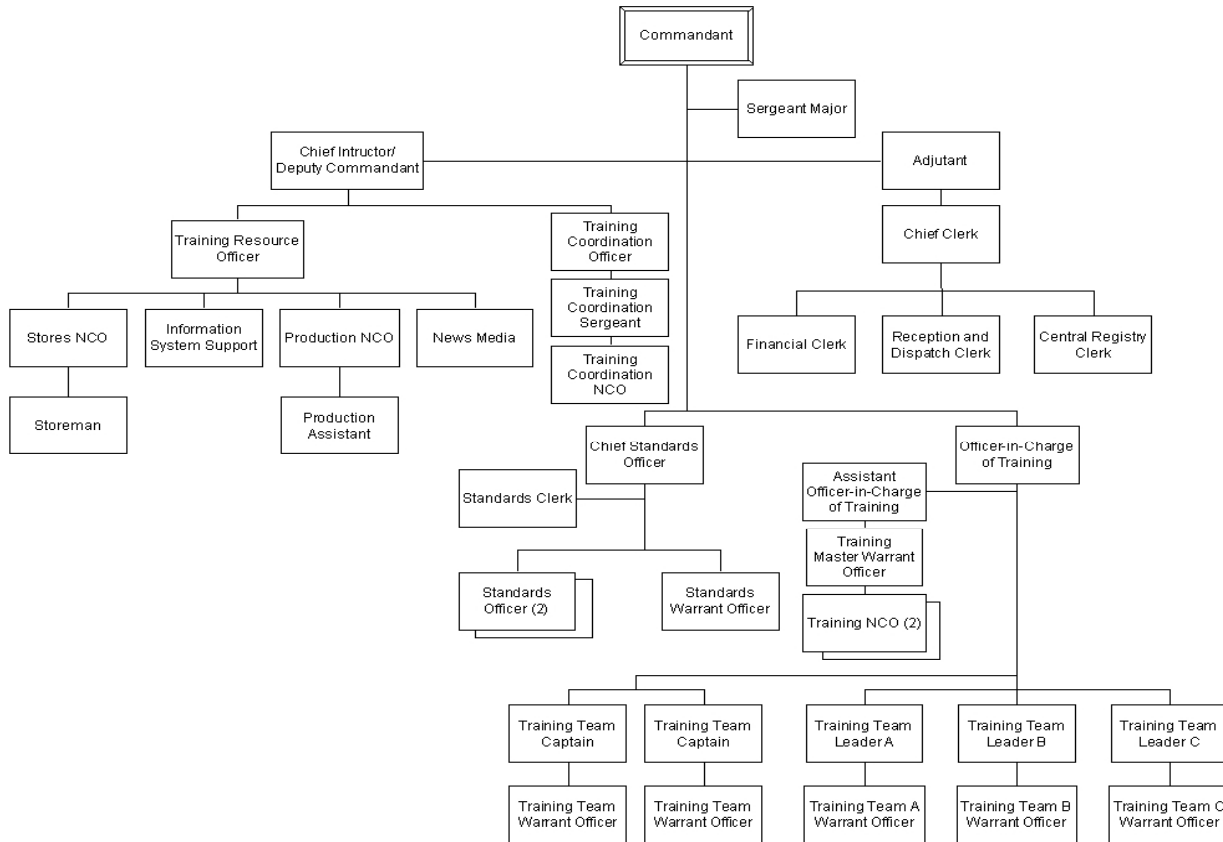 Commandant
Sergeant Major
Chief Intructor/
Deputy Commandant
Adjutant
Training Resource
Officer
Training
Coordination
Officer
Chief Clerk
Training
Coordination
Sergeant
Stores NCO
Information
System Support
Production NCO
News Media
Financial Clerk
Reception and
Dispatch Clerk
Central Registry
Clerk
Training
Coordination
NCO
Storeman
Production
Assistant
Chief Standards
Officer
Officer-in-Charge
of Training
Standards Clerk
Assistant
Officer-in-Charge
of Training
Training
Master Warrant
Officer
Standards
Officer (2)
Standards
Warrant Officer
Training NCO (2)
Training Team
Captain
Training Team
Captain
Training Team
Leader A
Training Team
Leader B
Training Team
Leader C
Training Team
Warrant Officer
Training Team
Warrant Officer
Training Team A
Warrant Officer
Training Team B
Warrant Officer
Training Team C
Warrant Officer